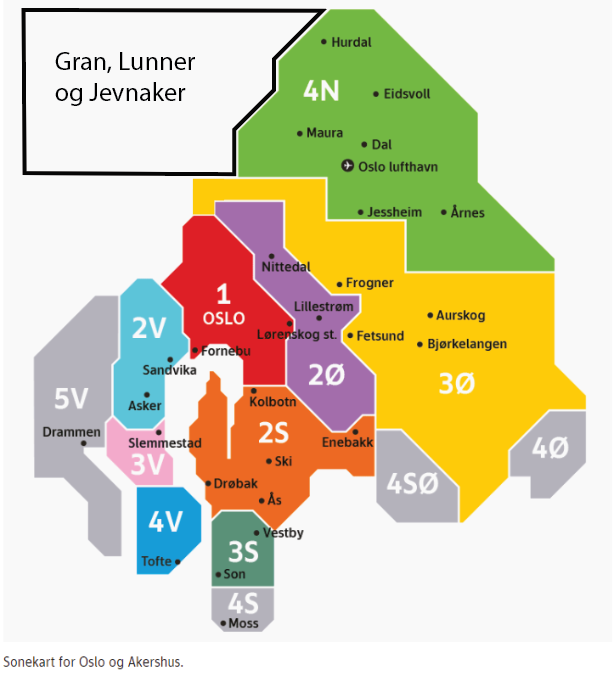 Gran, Lunner
og Jevnaker
Hurdal
4N
Eidsvoll
Maura
Dal
Oslo lufthavn
Jessheim
Årnes
Nittedal
Frogner
1
OSLO
Lillestrøm
Aurskog
2V
Lørenskog st.
Fetsund
Bjørkelangen
Fornebu
Sandvika
2Ø
3Ø
5V
Asker
Kolbotn
Drammen
Slemmestad
2S
Enebakk
4Ø
3V
Ski
4SØ
Drøbak
Ås
4V
Vestby
3S
Tofte
Son
4S
Moss
Sonekart for Oslo og Akershus.